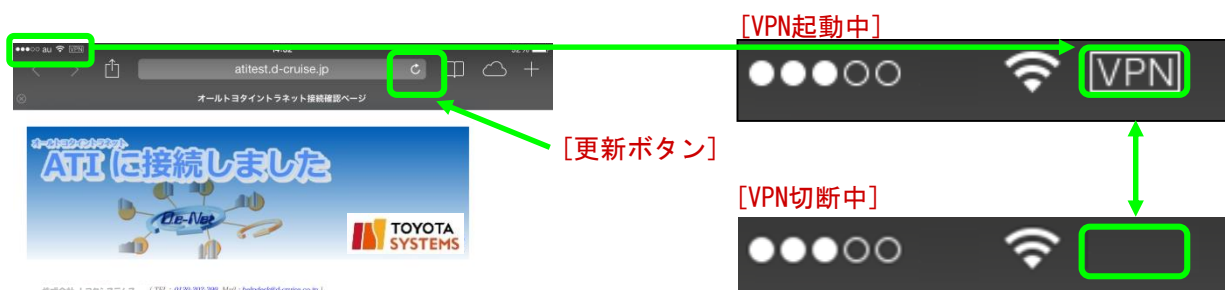 [VPN起動中]
au VPN
atitest.d-cruise.jp
オールトヨタイントラネット接続確認ページ
VPN
[更新ボタン]
オールトヨタイントラネット
ATIに接続しました
De-Net
TOYOTA
SYSTEMS
[VPN切断中]